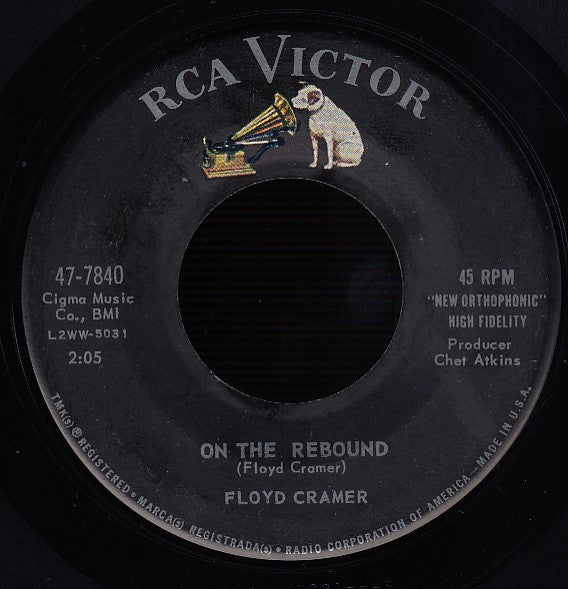 RCA VICTOR
47-7840
Cigma Music
Co., BMI
L2WW-5031
2:05
45 RPM
"NEW ORTHOPHONIC"
HIGH FIDELITY
Producer
Chet Atkins
ON THE REBOUND
(Floyd Cramer)
FLOYD CRAMER
TMK(s) ® REGISTERED • MARCA(s) REGISTRADA(s) • RADIO CORPORATION OF AMERICA—MADE IN U.S.A.